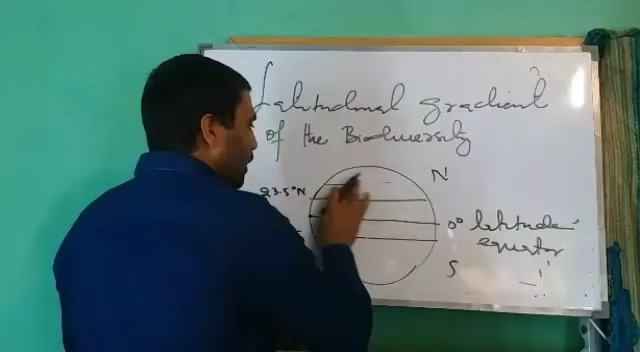 Latitudinal gradient
of the Biodiversity
N
23.5°N
0° latitude
equator
S